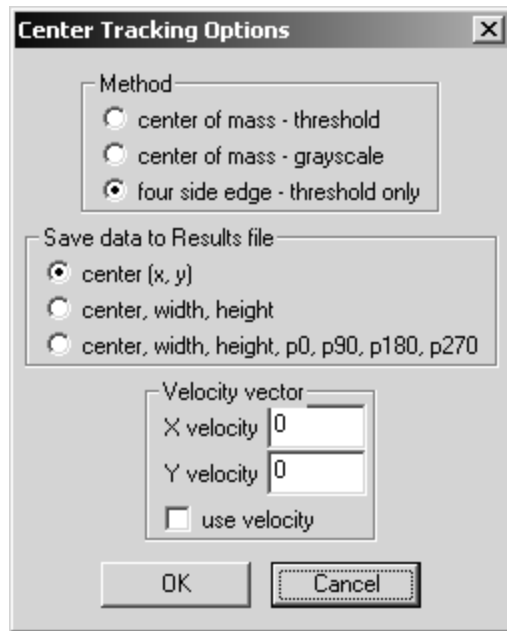 Center Tracking Options
Method
center of mass - threshold
center of mass - grayscale
four side edge - threshold only
Save data to Results file
center (x, y)
center, width, height
center, width, height, p0, p90, p180, p270
Velocity vector
X velocity 0
Y velocity 0
use velocity
OK Cancel